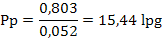 Pp = 0,803 / 0,052 = 15,44 lpg